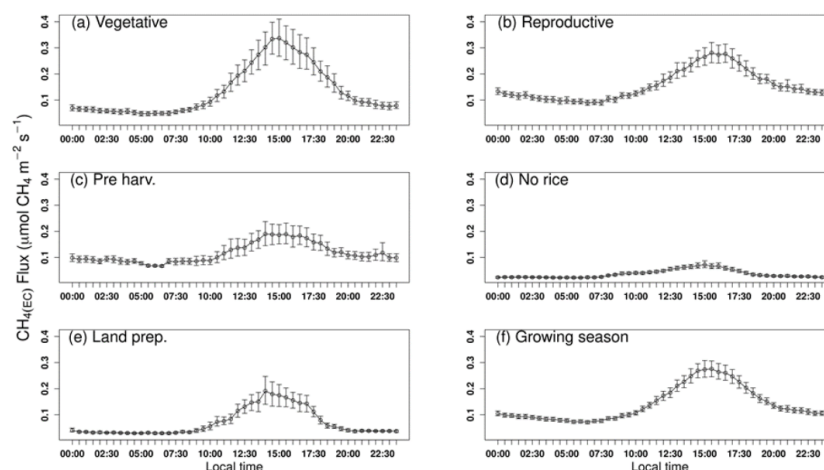 (a) Vegetative
0.4
0.3
0.2
0.1
00:00 02:30 05:00 07:30 10:00 12:30 15:00 17:30 20:00 22:30
(b) Reproductive
0.4
0.3
0.2
0.1
00:00 02:30 05:00 07:30 10:00 12:30 15:00 17:30 20:00 22:30
CH4(EC) Flux (μmol CH4 m−2 s−1)
(c) Pre harv.
0.4
0.3
0.2
0.1
00:00 02:30 05:00 07:30 10:00 12:30 15:00 17:30 20:00 22:30
(d) No rice
0.4
0.3
0.2
0.1
00:00 02:30 05:00 07:30 10:00 12:30 15:00 17:30 20:00 22:30
(e) Land prep.
0.4
0.3
0.2
0.1
00:00 02:30 05:00 07:30 10:00 12:30 15:00 17:30 20:00 22:30
Local time
(f) Growing season
0.4
0.3
0.2
0.1
00:00 02:30 05:00 07:30 10:00 12:30 15:00 17:30 20:00 22:30
Local time